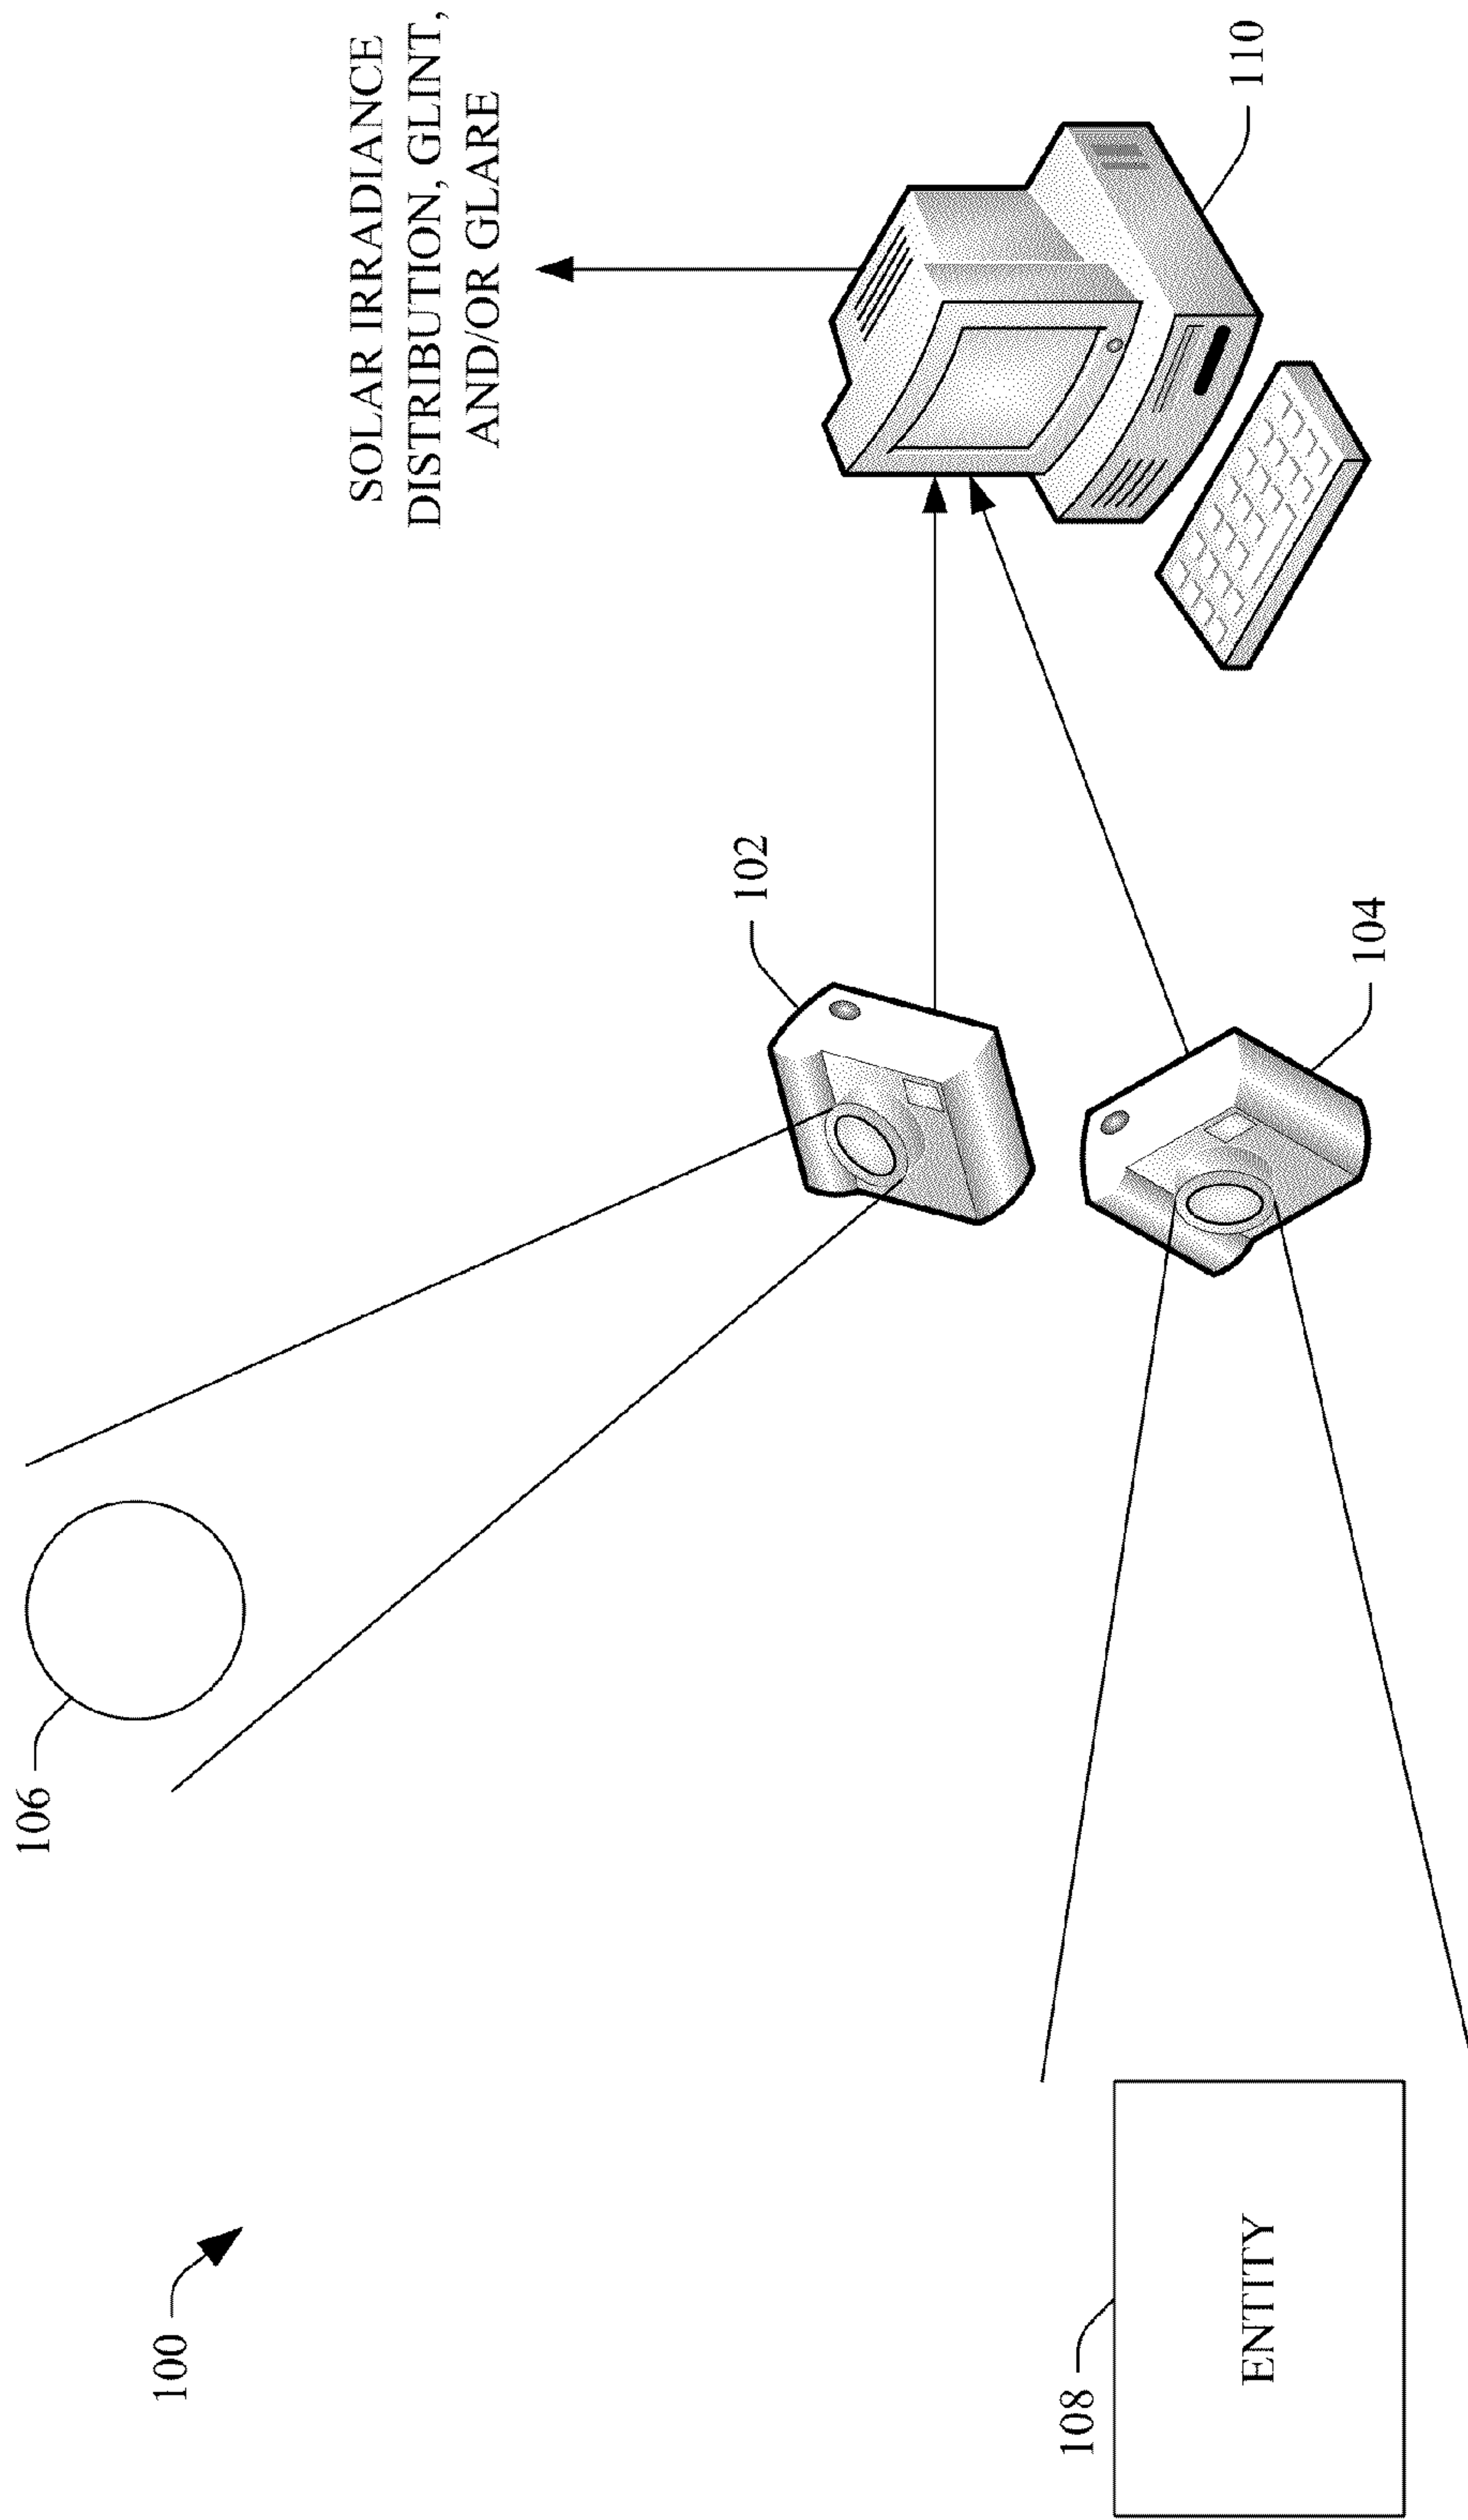 100
106
102
SOLAR IRRADIANCE
DISTRIBUTION, GLINT,
AND/OR GLARE
108
ENTITY
104
110